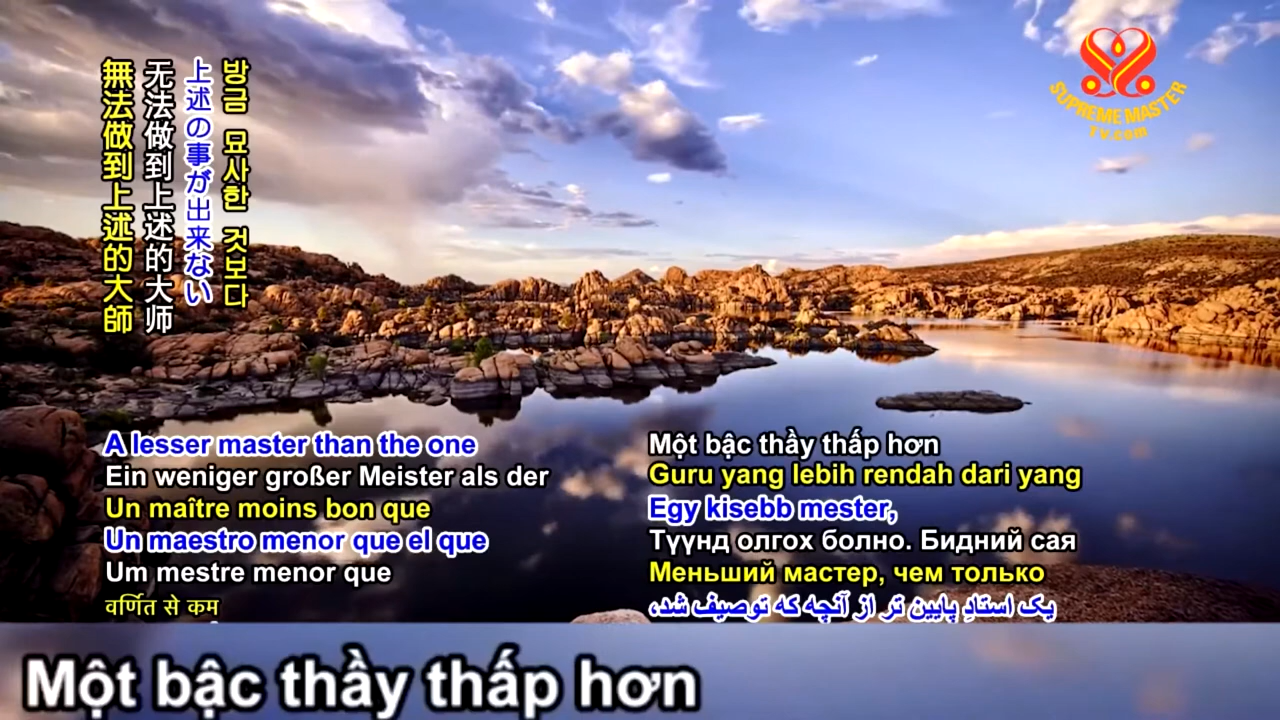 無法做到上述的大師
无法做到上述的大师
上述の事が出来ない
방금 묘사한 것보다
SUPREME MASTER
TV.com
A lesser master than the one
Ein weniger großer Meister als der
Un maître moins bon que
Un maestro menor que el que
Um mestre menor que
वर्णित से कम
Một bậc thầy thấp hơn
Guru yang lebih rendah dari yang
Egy kisebb mester,
Түүнд олгох болно. Бидний сая
Меньший мастер, чем только
یک استادِ پایین تر از آنچه که توصیف شد،
Một bậc thầy thấp hơn